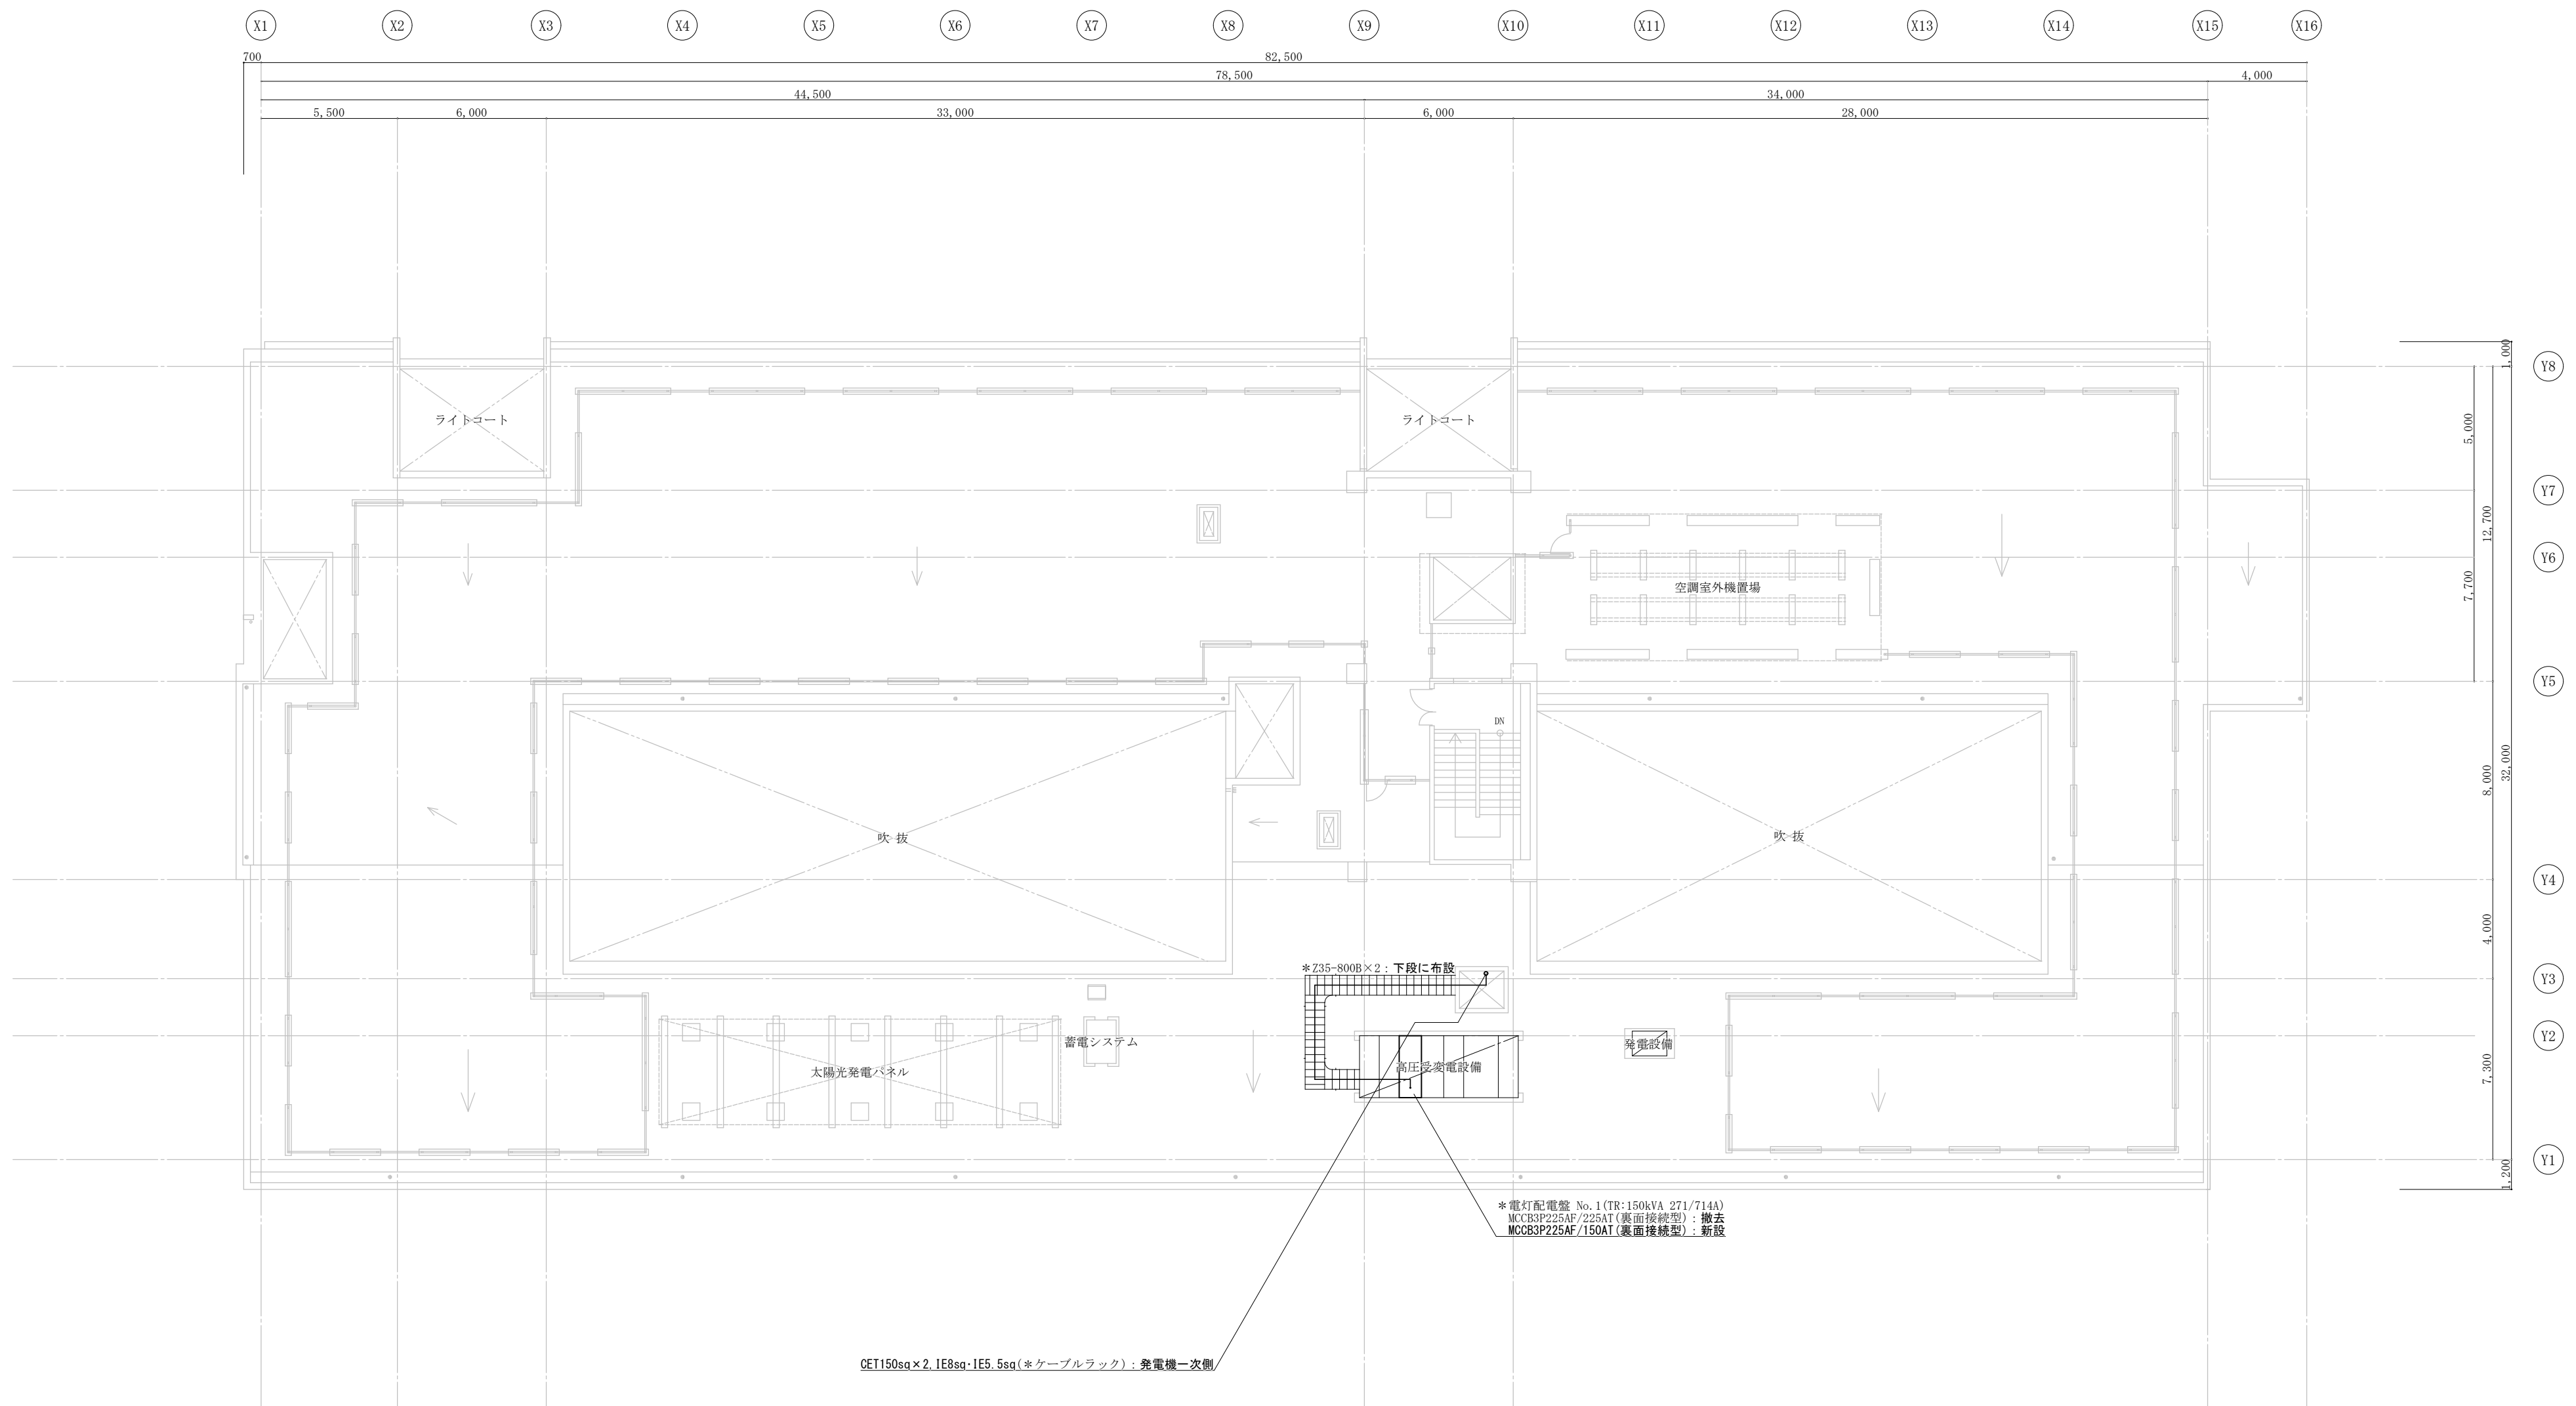 X1 X2 X3 X4 X5 X6 X7 X8 X9 X10 X11 X12 X13 X14 X15 X16
700 82,500
78,500 4,000
44,500 34,000
5,500 6,000 33,000 6,000 28,000
1,000
Y8
ライトコート ライトコート
5,000
Y7
12,700
Y6
空調室外機置場
7,700
Y5
DN
32,000
8,000
吹 抜 吹 抜
Y4
4,000
*Z35-800B×2:下段に布設
Y3
Y2
蓄電システム 発電設備
高圧受変電設備
太陽光発電パネル
7,300
Y1
1,200
*電灯配電盤 No.1(TR:150kVA 271/714A)
MCCB3P225AF/225AT(裏面接続型):撤去
MCCB3P225AF/150AT(裏面接続型):新設
CET150sq×2,IE8sq・IE5.5sq(*ケーブルラック):発電機一次側